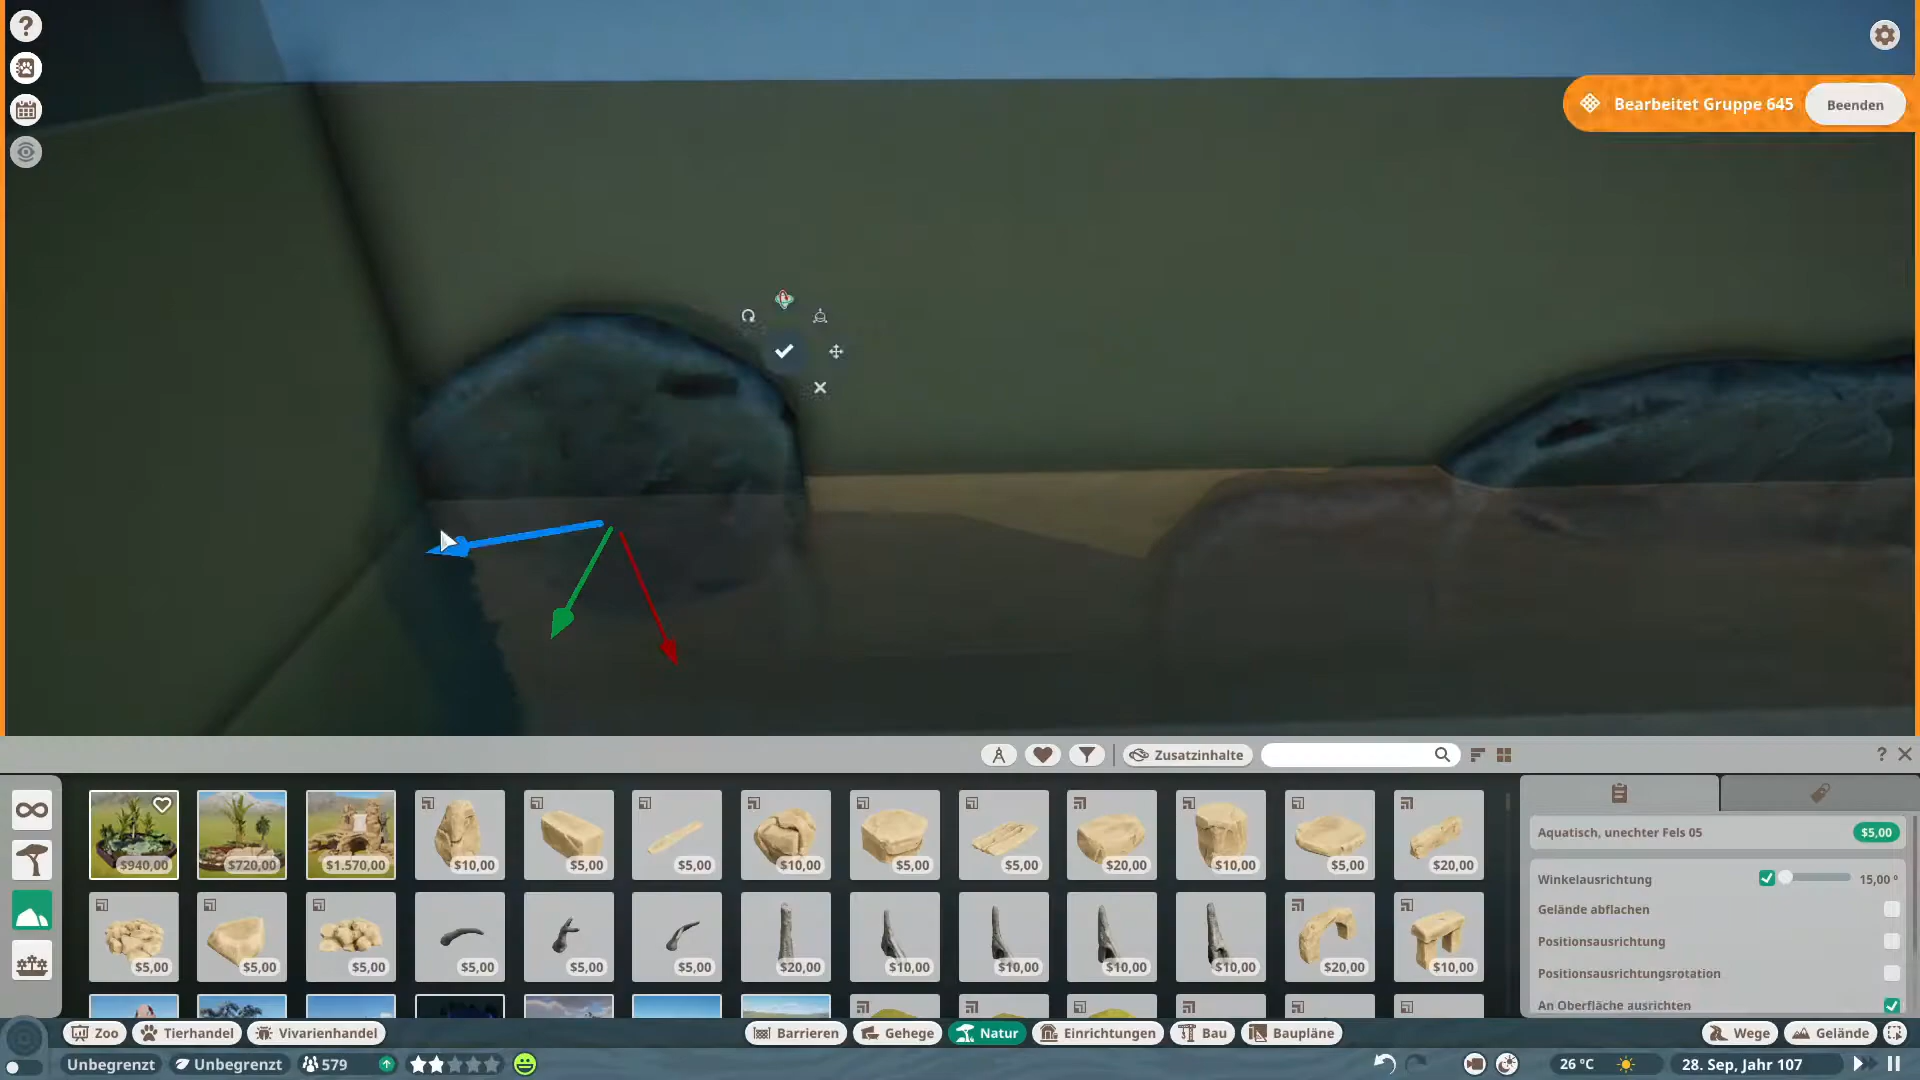 ?
Bearbeitet Gruppe 645
Beenden
Zusatzinhalte
?
$940,00
$720,00
$1.570,00
$10,00
$5,00
$5,00
$10,00
$5,00
$5,00
$20,00
$10,00
$5,00
$20,00
$5,00
$5,00
$5,00
$5,00
$5,00
$5,00
$20,00
$10,00
$10,00
$10,00
$10,00
$20,00
$10,00
Aquatisch, unechter Fels 05
$5,00
Winkelausrichtung
15,00 °
Gelände abflachen
Positionsausrichtung
Positionsausrichtungsrotation
An Oberfläche ausrichten
Zoo
Tierhandel
Vivarienhandel
Barrieren
Gehege
Natur
Einrichtungen
Bau
Baupläne
Wege
Gelände
Unbegrenzt
Unbegrenzt
579
26 °C
28. Sep, Jahr 107